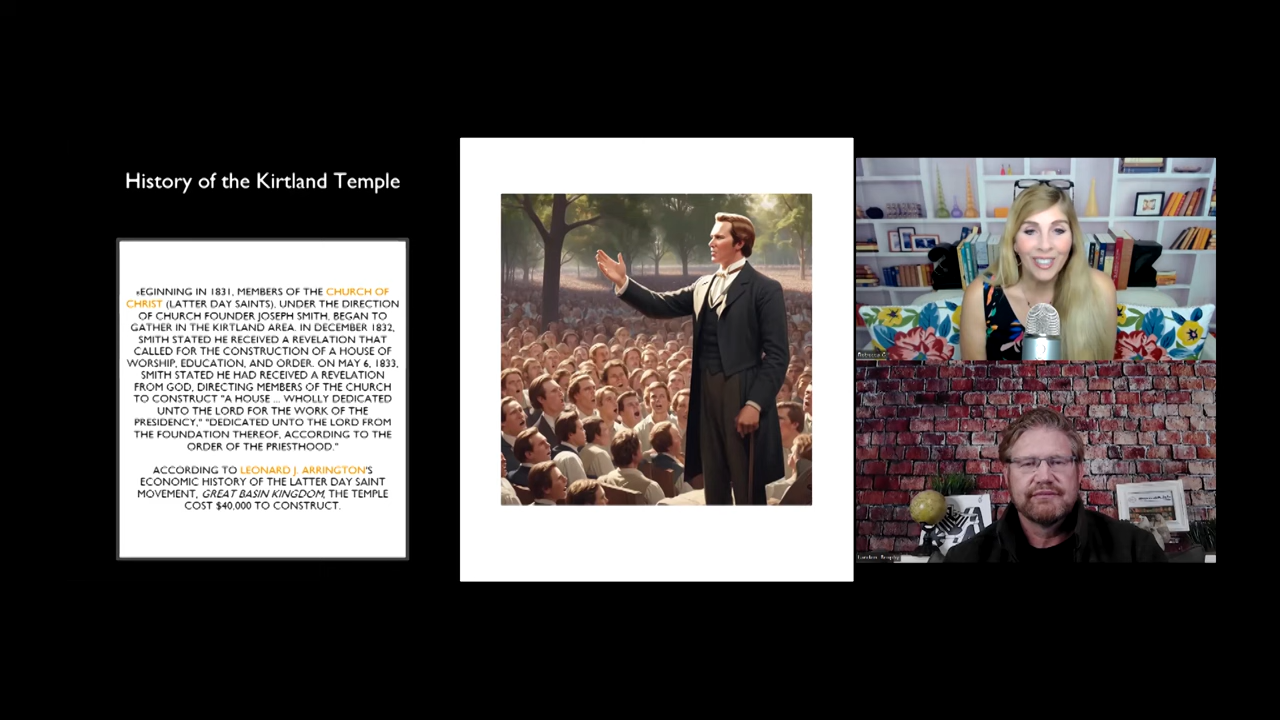 History of the Kirtland Temple
BEGINNING IN 1831, MEMBERS OF THE CHURCH OF
CHRIST (LATTER DAY SAINTS), UNDER THE DIRECTION
OF CHURCH FOUNDER JOSEPH SMITH, BEGAN TO
GATHER IN THE KIRTLAND AREA. IN DECEMBER 1832,
SMITH STATED HE RECEIVED A REVELATION THAT
CALLED FOR THE CONSTRUCTION OF A HOUSE OF
WORSHIP, EDUCATION, AND ORDER. ON MAY 6, 1833,
SMITH STATED HE HAD RECEIVED A REVELATION
FROM GOD, DIRECTING MEMBERS OF THE CHURCH
TO CONSTRUCT "A HOUSE ... WHOLLY DEDICATED
UNTO THE LORD FOR THE WORK OF THE
PRESIDENCY," "DEDICATED UNTO THE LORD FROM
THE FOUNDATION THEREOF, ACCORDING TO THE
ORDER OF THE PRIESTHOOD."
ACCORDING TO LEONARD J. ARRINGTON'S
ECONOMIC HISTORY OF THE LATTER DAY SAINT
MOVEMENT, GREAT BASIN KINGDOM, THE TEMPLE
COST $40,000 TO CONSTRUCT.
Rebecca G
Landon Brophy